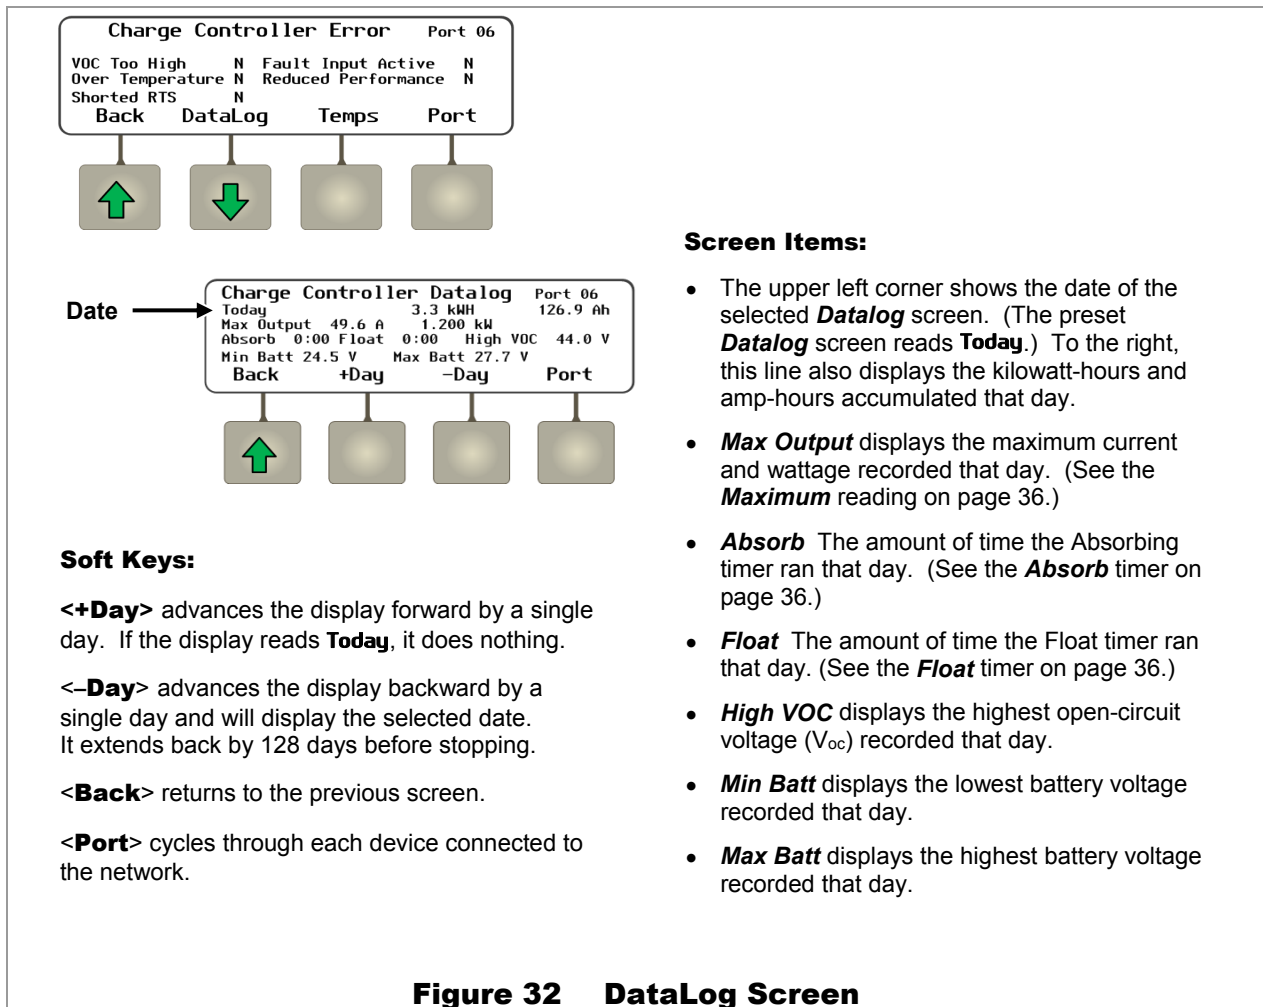 Charge Controller Error Port 06
VOC Too High N Fault Input Active N
Over Temperature N Reduced Performance N
Shorted RTS N
Back DataLog Temps Port
Date
Charge Controller Datalog Port 06
Today 3.3 kWH 126.9 Ah
Max Output 49.6 A 1.200 kW
Absorb 0:00 Float 0:00 High VOC 44.0 V
Min Batt 24.5 V Max Batt 27.7 V
Back +Day -Day Port
Soft Keys:
<+Day> advances the display forward by a single
day. If the display reads Today, it does nothing.
<–Day> advances the display backward by a
single day and will display the selected date.
It extends back by 128 days before stopping.
<Back> returns to the previous screen.
<Port> cycles through each device connected to
the network.
Screen Items:
• The upper left corner shows the date of the
selected Datalog screen. (The preset
Datalog screen reads Today.) To the right,
this line also displays the kilowatt-hours and
amp-hours accumulated that day.
• Max Output displays the maximum current
and wattage recorded that day. (See the
Maximum reading on page 36.)
• Absorb The amount of time the Absorbing
timer ran that day. (See the Absorb timer on
page 36.)
• Float The amount of time the Float timer ran
that day. (See the Float timer on page 36.)
• High VOC displays the highest open-circuit
voltage (Voc) recorded that day.
• Min Batt displays the lowest battery voltage
recorded that day.
• Max Batt displays the highest battery voltage
recorded that day.
Figure 32 DataLog Screen